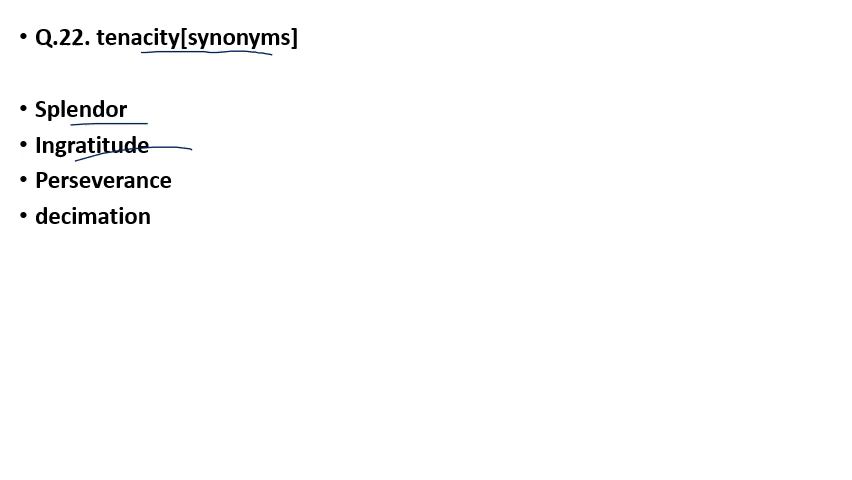 • Q.22. tenacity[synonyms]
• Splendor
• Ingratitude
• Perseverance
• decimation